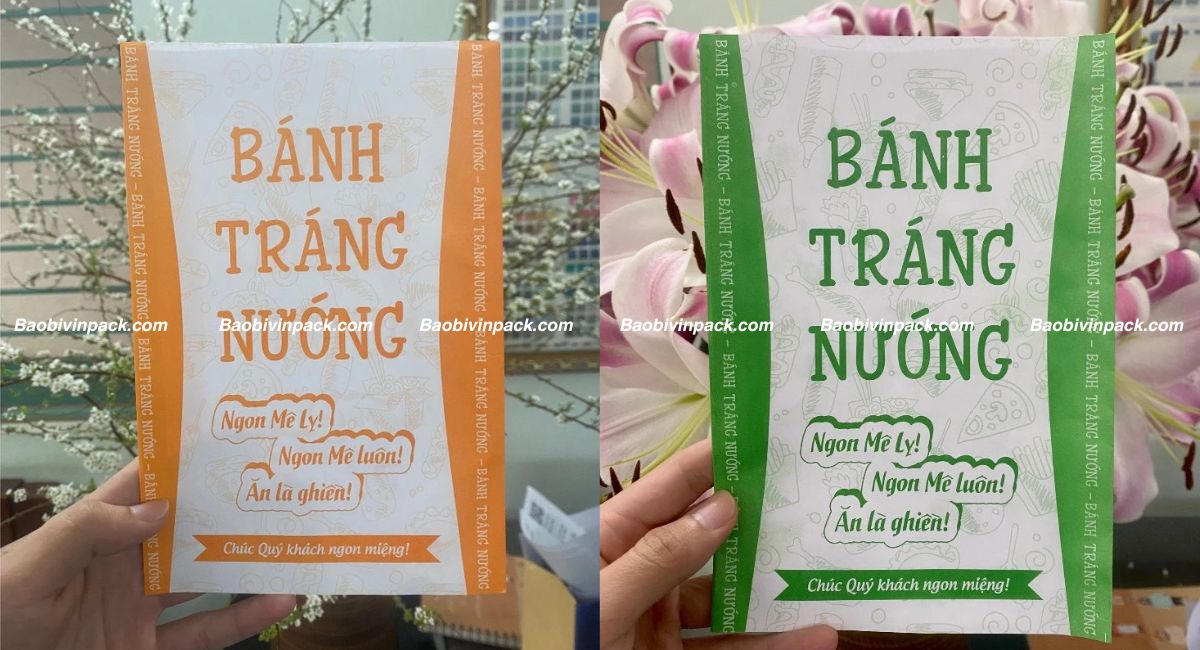 BÁNH TRÁNG NƯỚNG – BÁNH TRÁNG NƯỚNG – BÁNH TRÁNG NƯỚNG
BÁNH
TRÁNG
NƯỚNG
Ngon Mê Ly!
Ngon Mê luôn!
Ăn là ghiền!
Chúc Quý khách ngon miệng!
BÁNH TRÁNG NƯỚNG – BÁNH TRÁNG NƯỚNG – BÁNH TRÁNG NƯỚNG
Baobivinpack.com Baobivinpack.com Baobivinpack.com
BÁNH TRÁNG NƯỚNG – BÁNH TRÁNG NƯỚNG – BÁNH TRÁNG NƯỚNG
BÁNH
TRÁNG
NƯỚNG
Ngon Mê Ly!
Ngon Mê luôn!
Ăn là ghiền!
Chúc Quý khách ngon miệng!
BÁNH TRÁNG NƯỚNG – BÁNH TRÁNG NƯỚNG – BÁNH TRÁNG NƯỚNG
Baobivinpack.com Baobivinpack.com Baobivinpack.com